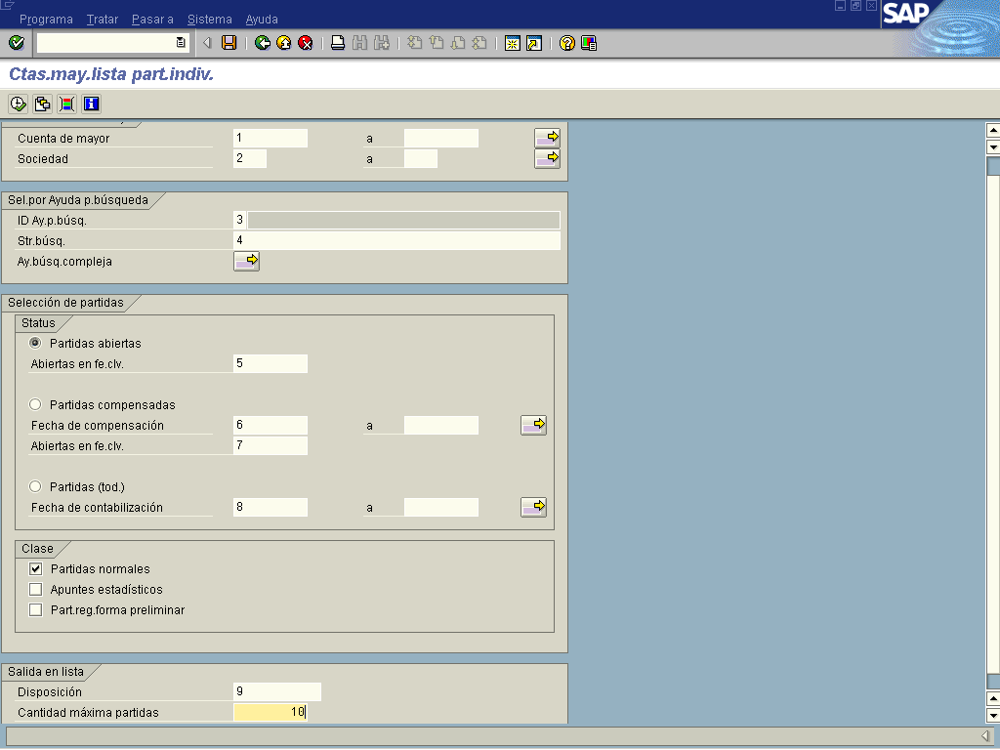 Programa Tratar Pasar a Sistema Ayuda
SAP
Ctas.may.lista part.indiv.
Cuenta de mayor 1 a
Sociedad 2 a
Sel.por Ayuda p.búsqueda
ID Ay.p.búsq. 3
Str.búsq. 4
Ay.búsq.compleja
Selección de partidas
Status
Partidas abiertas
Abiertas en fe.clv. 5
Partidas compensadas
Fecha de compensación 6 a
Abiertas en fe.clv. 7
Partidas (tod.)
Fecha de contabilización 8 a
Clase
Partidas normales
Apuntes estadísticos
Part.reg.forma preliminar
Salida en lista
Disposición 9
Cantidad máxima partidas 10